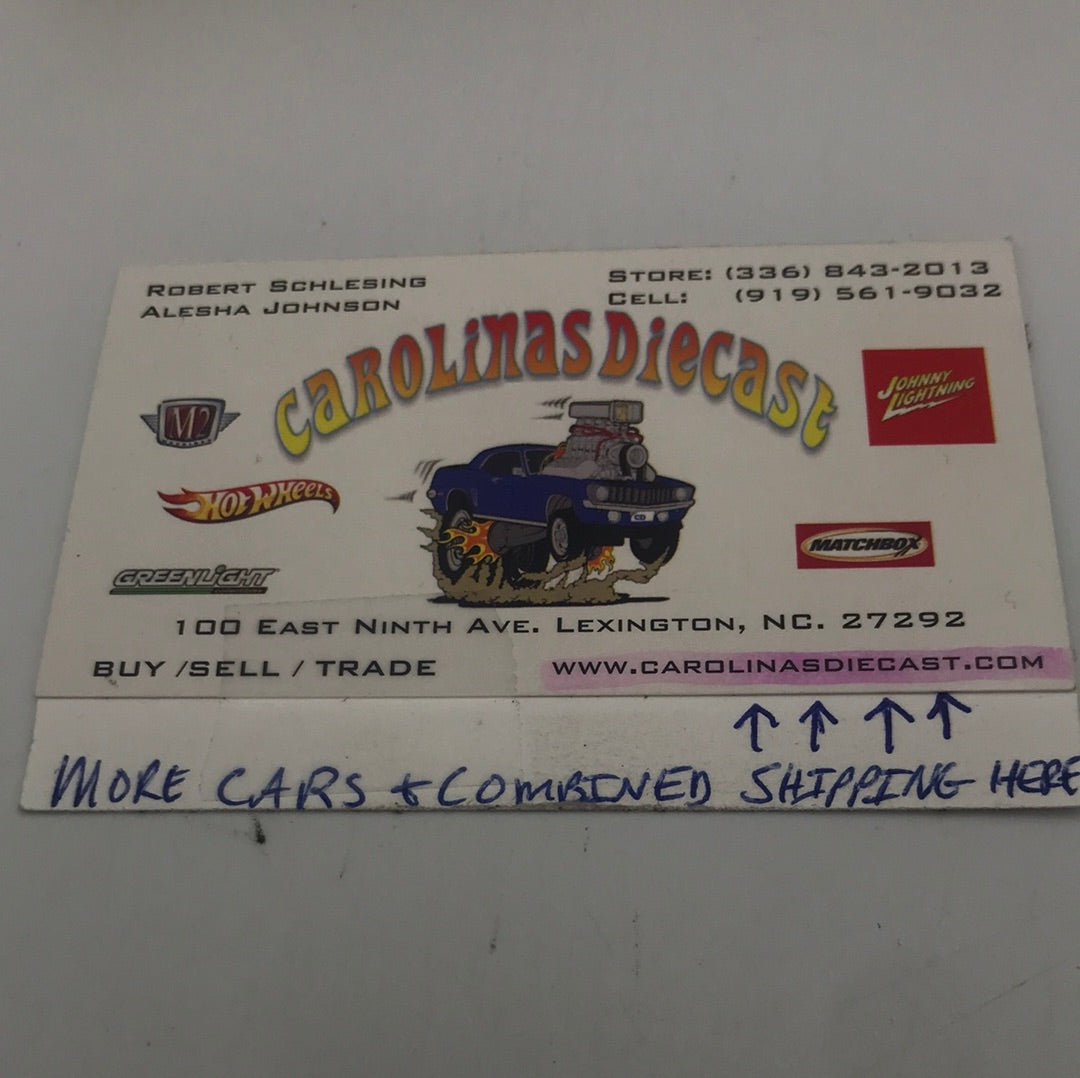 ROBERT SCHLESING
ALESHA JOHNSON
STORE: (336) 843-2013
CELL: (919) 561-9032
CAROLINAS DIECAST
M2
JOHNNY
LIGHTNING
HOT WHEELS
MATCHBOX
GREENLIGHT
CD
100 EAST NINTH AVE. LEXINGTON, NC. 27292
BUY /SELL / TRADE
WWW.CAROLINASDIECAST.COM
↑ ↑ ↑ ↑
MORE CARS + COMBINED SHIPPING HERE